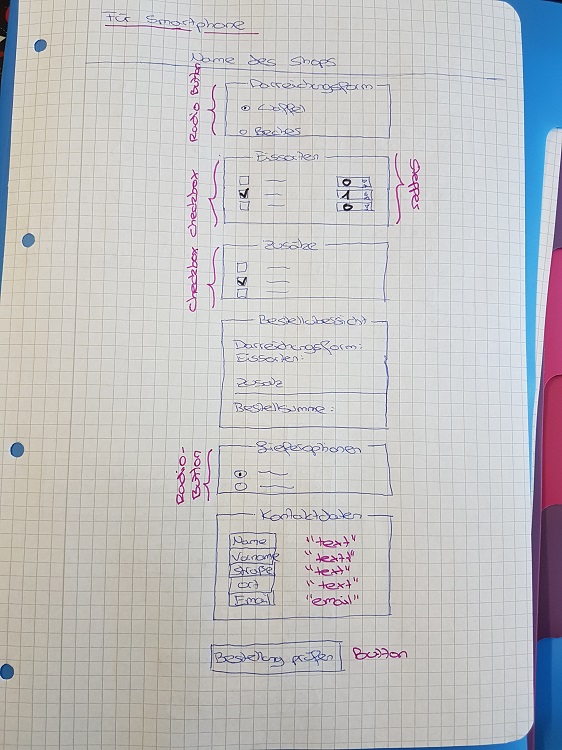 Für Smartphone
Name des Shops
Radio Button
Darreichungsform
Waffel
Becher
Checkbox
Eissorten
0
1
0
Stepper
Checkbox
Zusätze
Bestellübersicht
Darreichungsform:
Eissorten:
Zusatz
Bestellsumme:
Radio-
Button
Lieferoptionen
Kontaktdaten
Name "text"
Vorname "text"
Straße "text"
Ort "text"
Email "email"
Bestellung prüfen Button